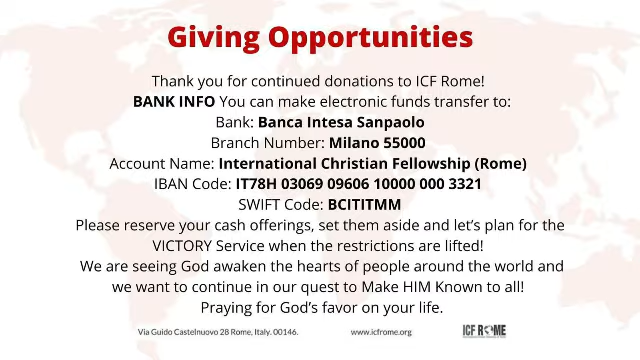 Giving Opportunities
Thank you for continued donations to ICF Rome!
BANK INFO You can make electronic funds transfer to:
Bank: Banca Intesa Sanpaolo
Branch Number: Milano 55000
Account Name: International Christian Fellowship (Rome)
IBAN Code: IT78H 03069 09606 10000 000 3321
SWIFT Code: BCITITMM
Please reserve your cash offerings, set them aside and let's plan for the
VICTORY Service when the restrictions are lifted!
We are seeing God awaken the hearts of people around the world and
we want to continue in our quest to Make HIM Known to all!
Praying for God's favor on your life.
Via Guido Castelnuovo 28 Rome, Italy. 00146. www.icfrome.org ICF ROME